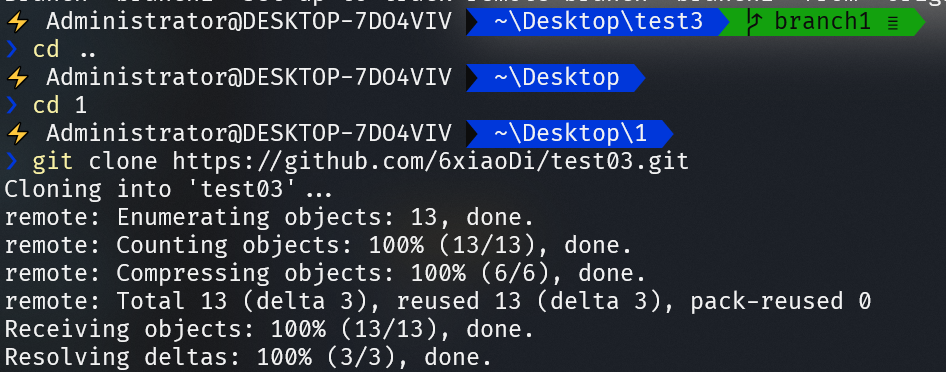 Administrator@DESKTOP-7DO4VIV ~\Desktop\test3 branch1 ≡
❯ cd ..
Administrator@DESKTOP-7DO4VIV ~\Desktop
❯ cd 1
Administrator@DESKTOP-7DO4VIV ~\Desktop\1
❯ git clone https://github.com/6xiaoDi/test03.git
Cloning into 'test03'...
remote: Enumerating objects: 13, done.
remote: Counting objects: 100% (13/13), done.
remote: Compressing objects: 100% (6/6), done.
remote: Total 13 (delta 3), reused 13 (delta 3), pack-reused 0
Receiving objects: 100% (13/13), done.
Resolving deltas: 100% (3/3), done.